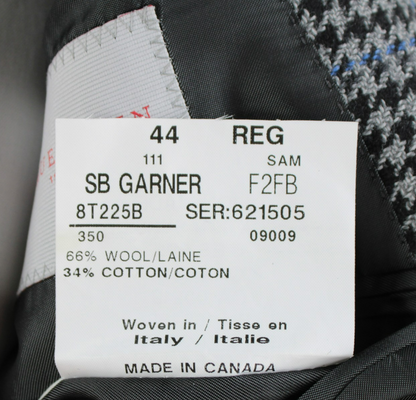 44 REG
111 SAM
SB GARNER F2FB
8T225B SER:621505
350 09009
66% WOOL/LAINE
34% COTTON/COTON
Woven in / Tisse en
Italy / Italie
MADE IN CANADA